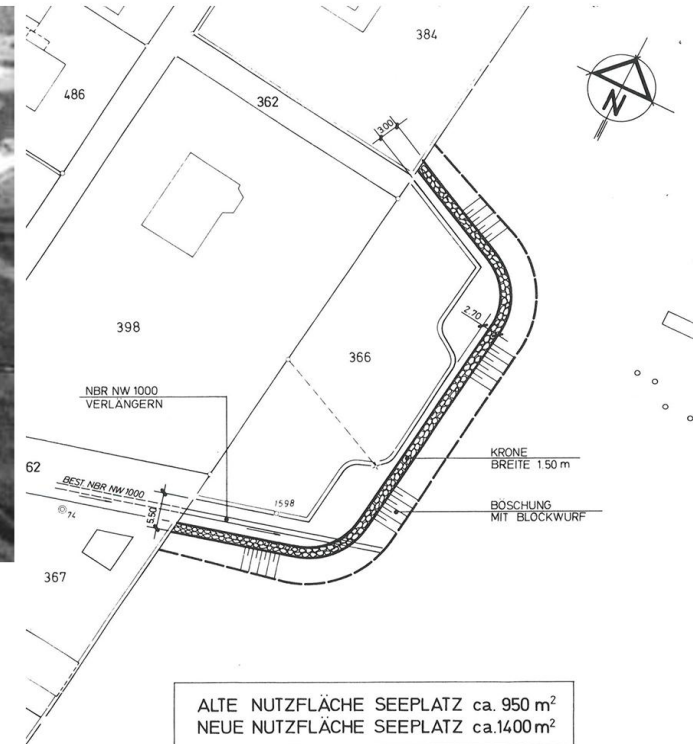 384
486
362
3.00
N
398
2.70
366
NBR NW 1000
VERLÄNGERN
KRONE
BREITE 1.50 m
62
BEST. NBR NW 1000
1598
74
5.50
BÖSCHUNG
MIT BLOCKWURF
367
ALTE NUTZFLÄCHE SEEPLATZ ca. 950 m²
NEUE NUTZFLÄCHE SEEPLATZ ca.1400 m²